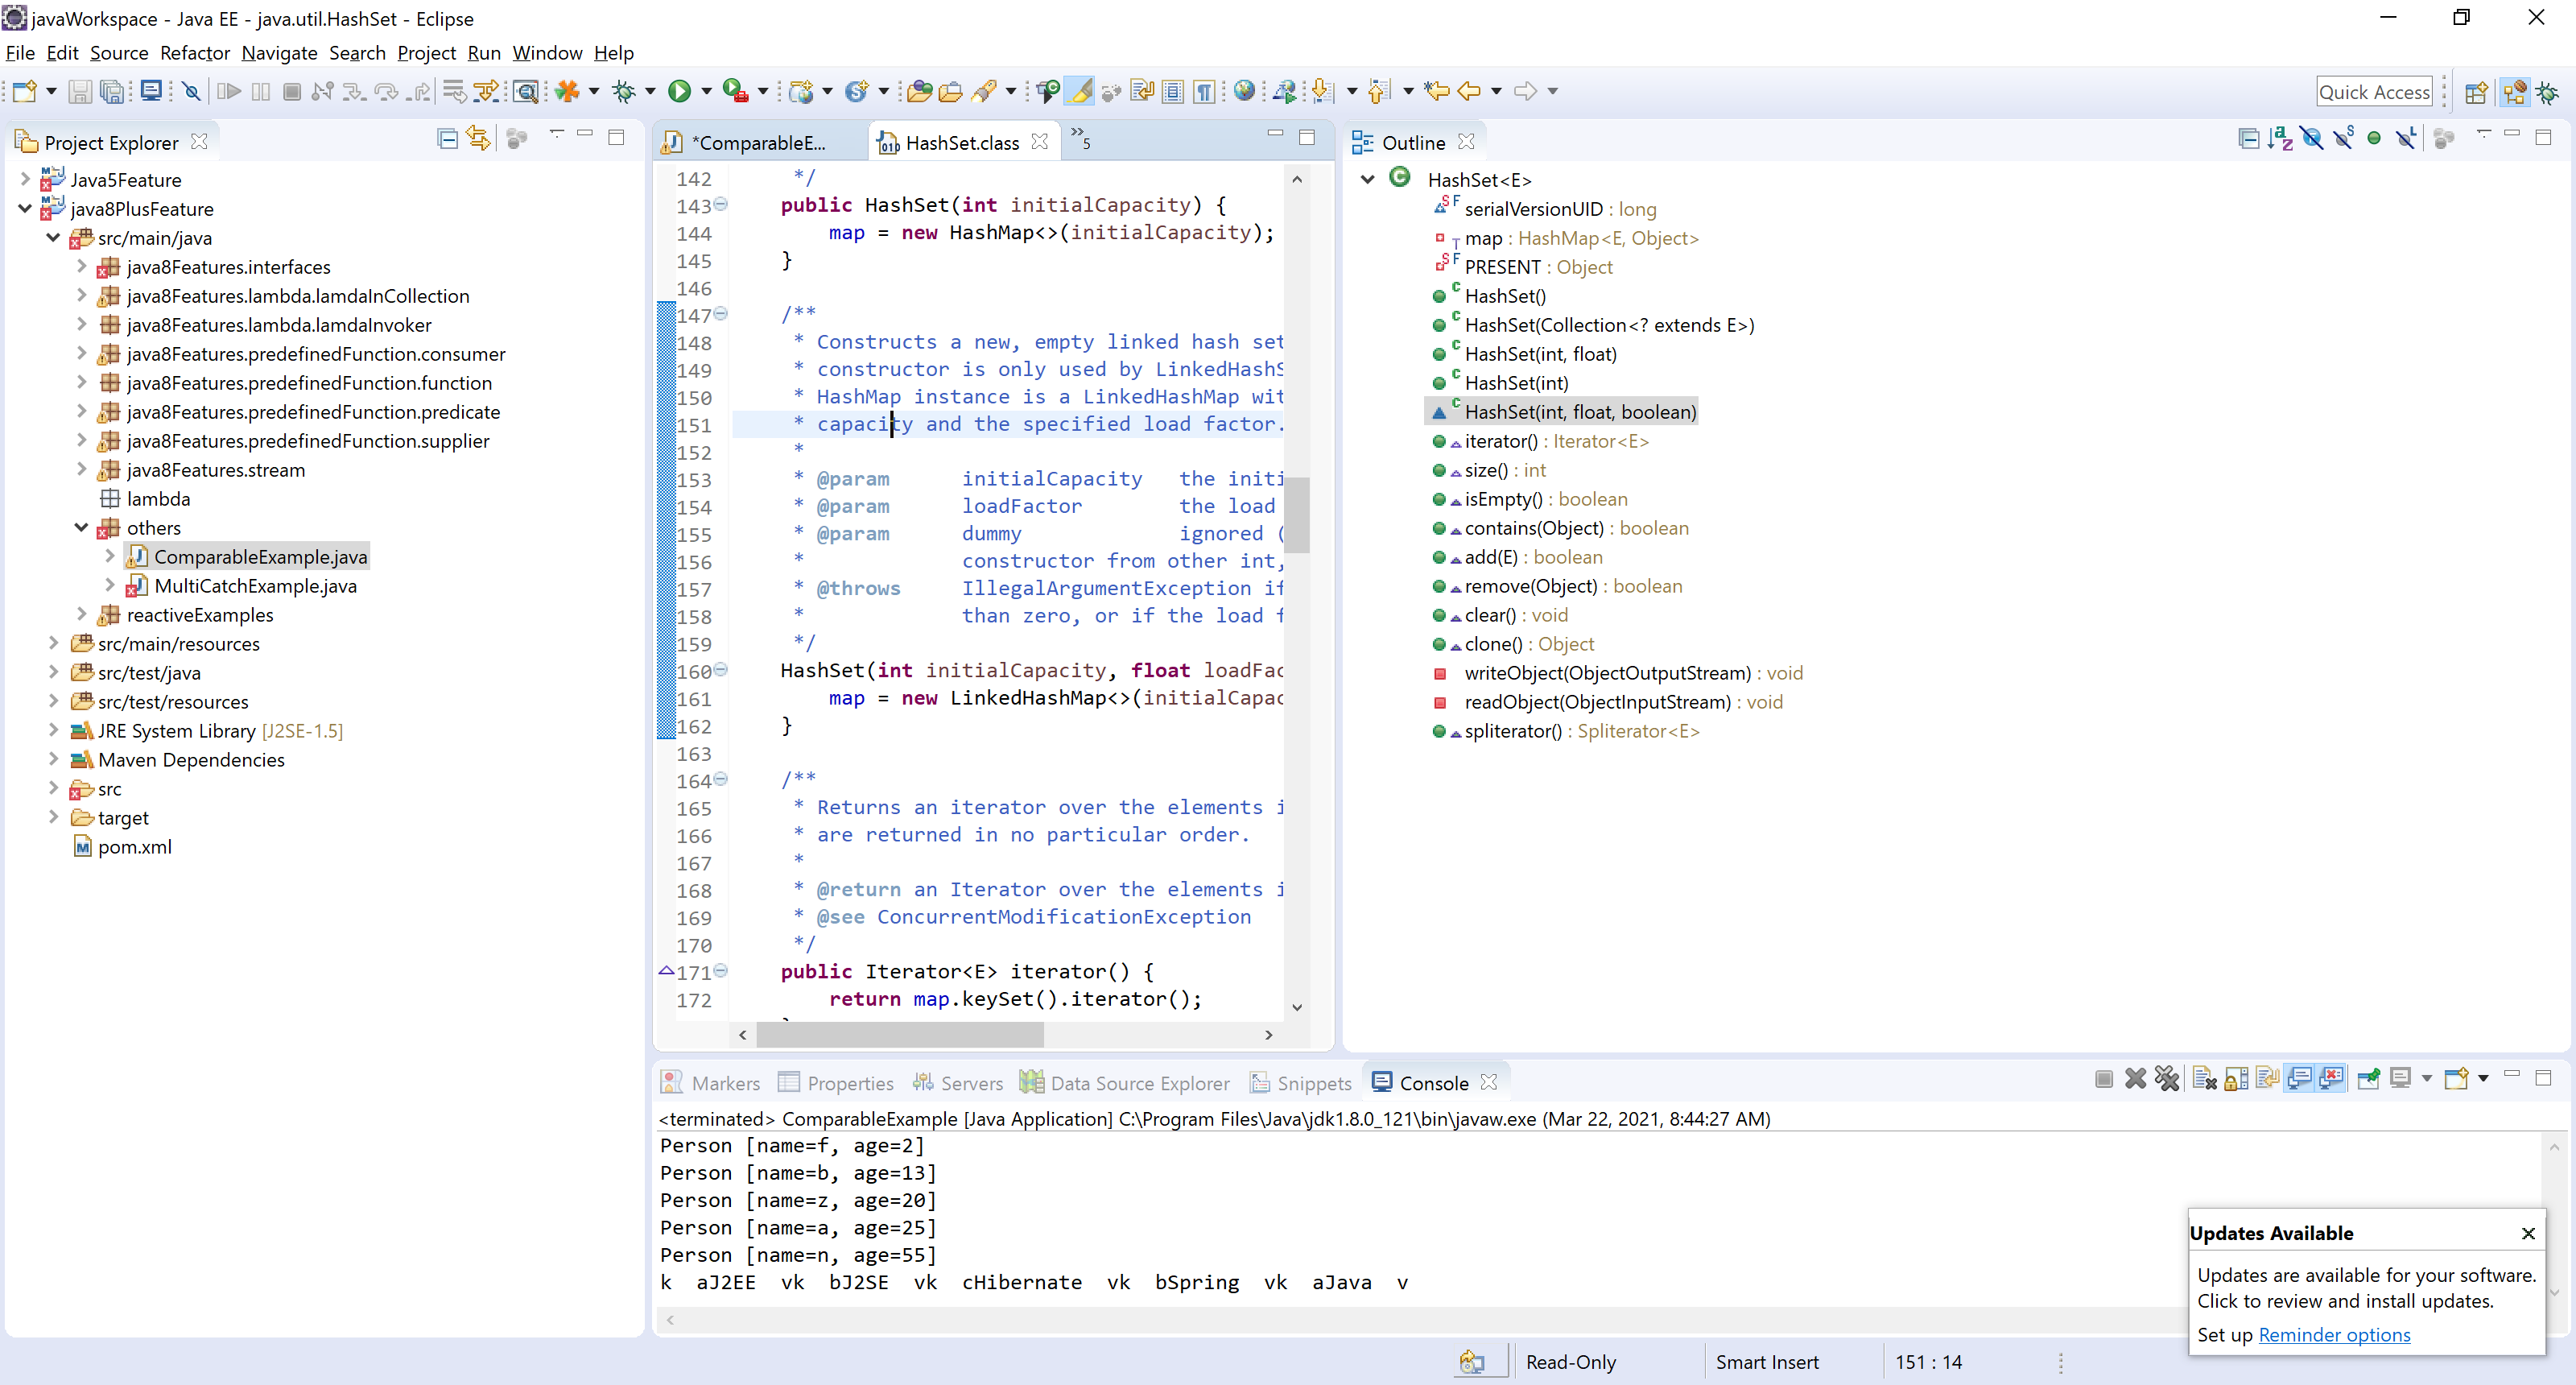 javaWorkspace - Java EE - java.util.HashSet - Eclipse
File Edit Source Refactor Navigate Search Project Run Window Help
Quick Access
Project Explorer
Java5Feature
java8PlusFeature
src/main/java
java8Features.interfaces
java8Features.lambda.lamdaInCollection
java8Features.lambda.lamdaInvoker
java8Features.predefinedFunction.consumer
java8Features.predefinedFunction.function
java8Features.predefinedFunction.predicate
java8Features.predefinedFunction.supplier
java8Features.stream
lambda
others
ComparableExample.java
MultiCatchExample.java
reactiveExamples
src/main/resources
src/test/java
src/test/resources
JRE System Library [J2SE-1.5]
Maven Dependencies
src
target
pom.xml
*ComparableE... HashSet.class »5
142 */
143 public HashSet(int initialCapacity) {
144 map = new HashMap<>(initialCapacity);
145 }
146
147 /**
148 * Constructs a new, empty linked hash set
149 * constructor is only used by LinkedHashS
150 * HashMap instance is a LinkedHashMap wit
151 * capacity and the specified load factor.
152 *
153 * @param initialCapacity the initi
154 * @param loadFactor the load
155 * @param dummy ignored (
156 * constructor from other int,
157 * @throws IllegalArgumentException if
158 * than zero, or if the load f
159 */
160 HashSet(int initialCapacity, float loadFac
161 map = new LinkedHashMap<>(initialCapac
162 }
163
164 /**
165 * Returns an iterator over the elements i
166 * are returned in no particular order.
167 *
168 * @return an Iterator over the elements i
169 * @see ConcurrentModificationException
170 */
171 public Iterator<E> iterator() {
172 return map.keySet().iterator();
Outline
HashSet<E>
serialVersionUID : long
map : HashMap<E, Object>
PRESENT : Object
HashSet()
HashSet(Collection<? extends E>)
HashSet(int, float)
HashSet(int)
HashSet(int, float, boolean)
iterator() : Iterator<E>
size() : int
isEmpty() : boolean
contains(Object) : boolean
add(E) : boolean
remove(Object) : boolean
clear() : void
clone() : Object
writeObject(ObjectOutputStream) : void
readObject(ObjectInputStream) : void
spliterator() : Spliterator<E>
Markers Properties Servers Data Source Explorer Snippets Console
<terminated> ComparableExample [Java Application] C:\Program Files\Java\jdk1.8.0_121\bin\javaw.exe (Mar 22, 2021, 8:44:27 AM)
Person [name=f, age=2]
Person [name=b, age=13]
Person [name=z, age=20]
Person [name=a, age=25]
Person [name=n, age=55]
k aJ2EE vk bJ2SE vk cHibernate vk bSpring vk aJava v
Updates Available
Updates are available for your software.
Click to review and install updates.
Set up Reminder options
Read-Only Smart Insert 151 : 14